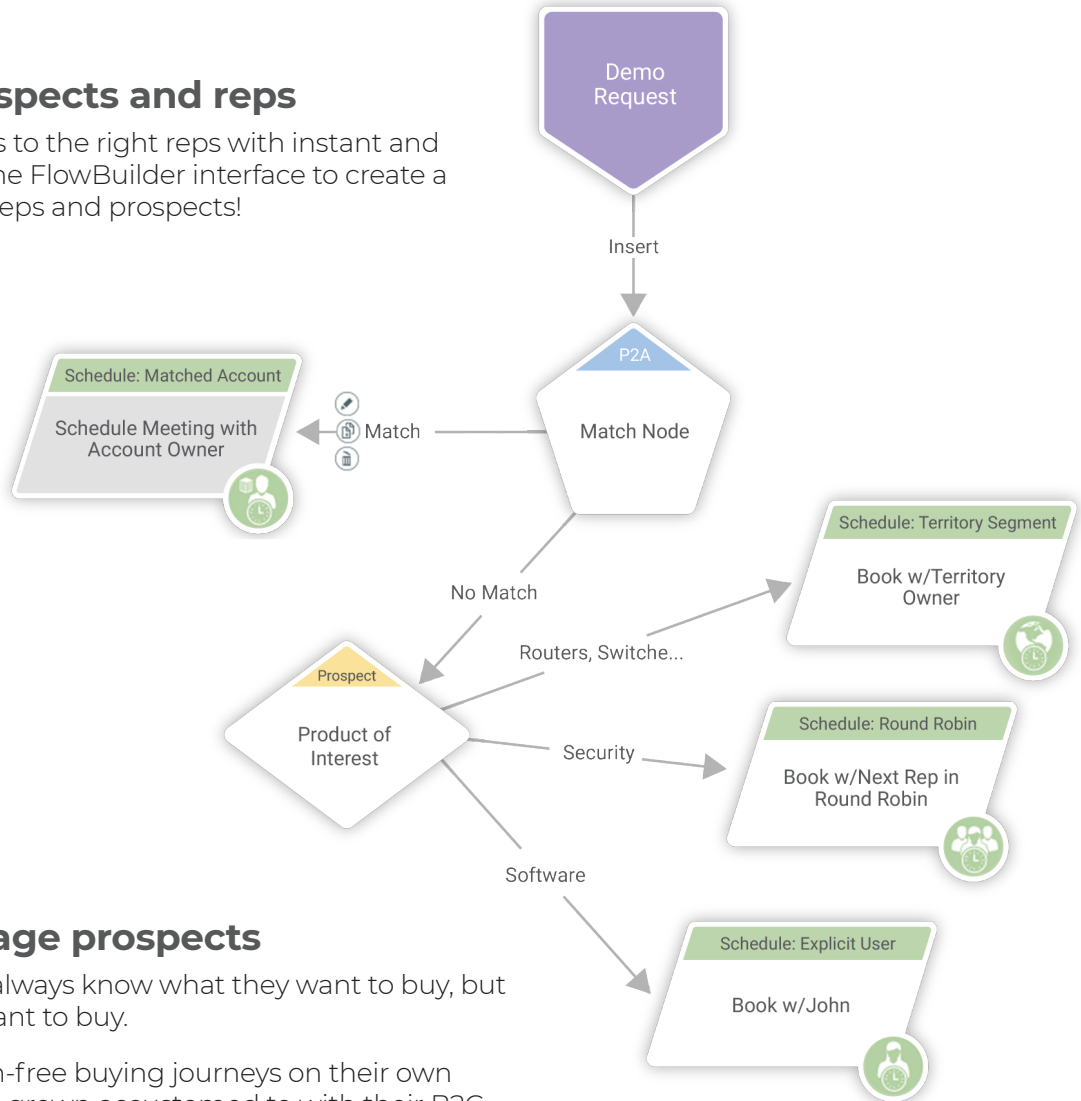 Demo
Request
spects and reps
s to the right reps with instant and
ne FlowBuilder interface to create a
eps and prospects!
Insert
P2A
Match Node
Schedule: Matched Account
Schedule Meeting with
Account Owner
Match
No Match
Schedule: Territory Segment
Book w/Territory
Owner
Routers, Switche...
Prospect
Product of
Interest
Security
Schedule: Round Robin
Book w/Next Rep in
Round Robin
Software
Schedule: Explicit User
Book w/John
age prospects
always know what they want to buy, but
ant to buy.
n-free buying journeys on their own